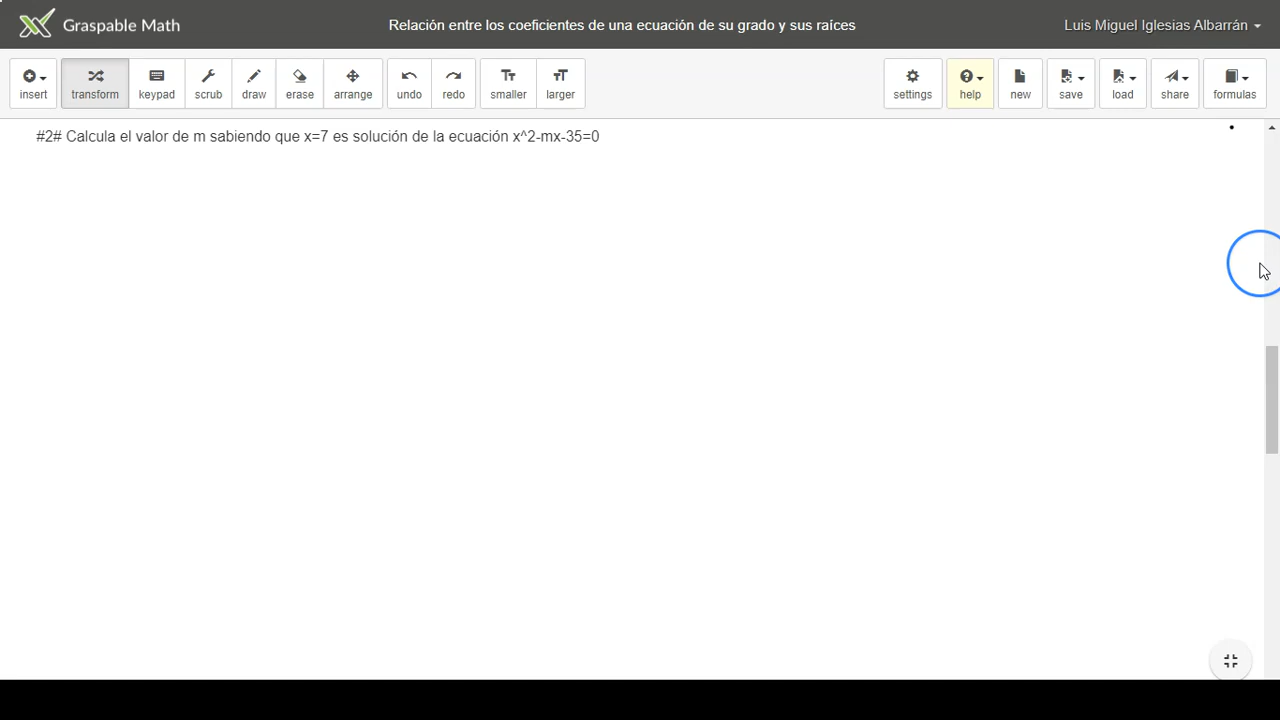 Graspable Math
Relación entre los coeficientes de una ecuación de su grado y sus raíces
Luis Miguel Iglesias Albarrán
insert transform keypad scrub draw erase arrange undo redo smaller larger settings help new save load share formulas
#2# Calcula el valor de m sabiendo que x=7 es solución de la ecuación x^2-mx-35=0